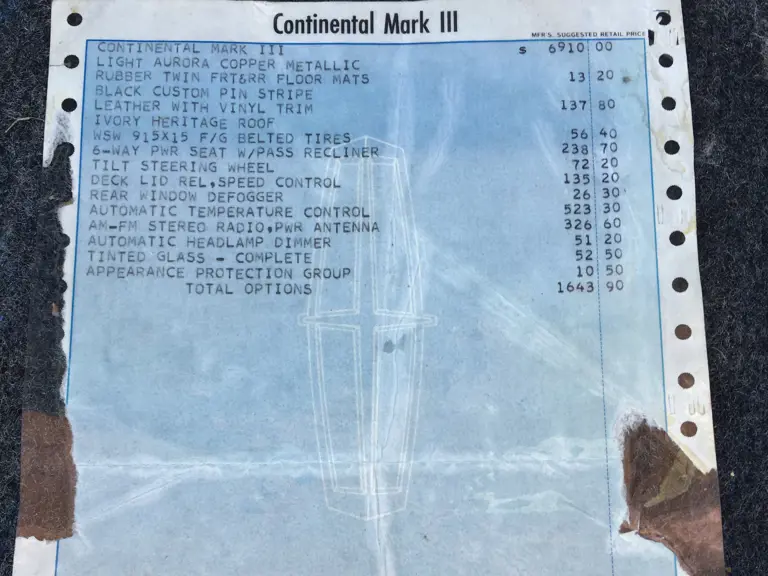 Continental Mark III
MFR'S. SUGGESTED RETAIL PRICE
CONTINENTAL MARK III $ 6910 00
LIGHT AURORA COPPER METALLIC
RUBBER TWIN FRT&RR FLOOR MATS 13 20
BLACK CUSTOM PIN STRIPE
LEATHER WITH VINYL TRIM 137 80
IVORY HERITAGE ROOF
WSW 915X15 F/G BELTED TIRES 56 40
6-WAY PWR SEAT W/PASS RECLINER 238 70
TILT STEERING WHEEL 72 20
DECK LID REL,SPEED CONTROL 135 20
REAR WINDOW DEFOGGER 26 30
AUTOMATIC TEMPERATURE CONTROL 523 30
AM-FM STEREO RADIO,PWR ANTENNA 326 60
AUTOMATIC HEADLAMP DIMMER 51 20
TINTED GLASS - COMPLETE 52 50
APPEARANCE PROTECTION GROUP 10 50
TOTAL OPTIONS 1643 90